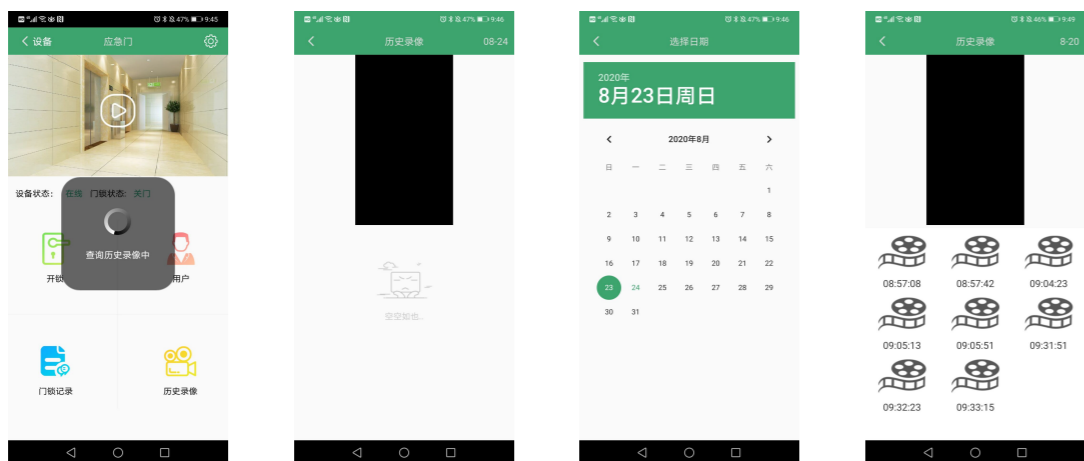 47% 9:45
设备
应急门
设备状态: 在线 门锁状态: 关门
查询历史录像中
开锁
用户
门锁记录
历史录像
47% 9:46
历史录像
08-24
空空如也..
47% 9:46
选择日期
2020年
8月23日周日
2020年8月
日 一 二 三 四 五 六
1
2 3 4 5 6 7 8
9 10 11 12 13 14 15
16 17 18 19 20 21 22
23 24 25 26 27 28 29
30 31
46% 9:49
历史录像
8-20
08:57:08 08:57:42 09:04:23
09:05:13 09:05:51 09:31:51
09:32:23 09:33:15